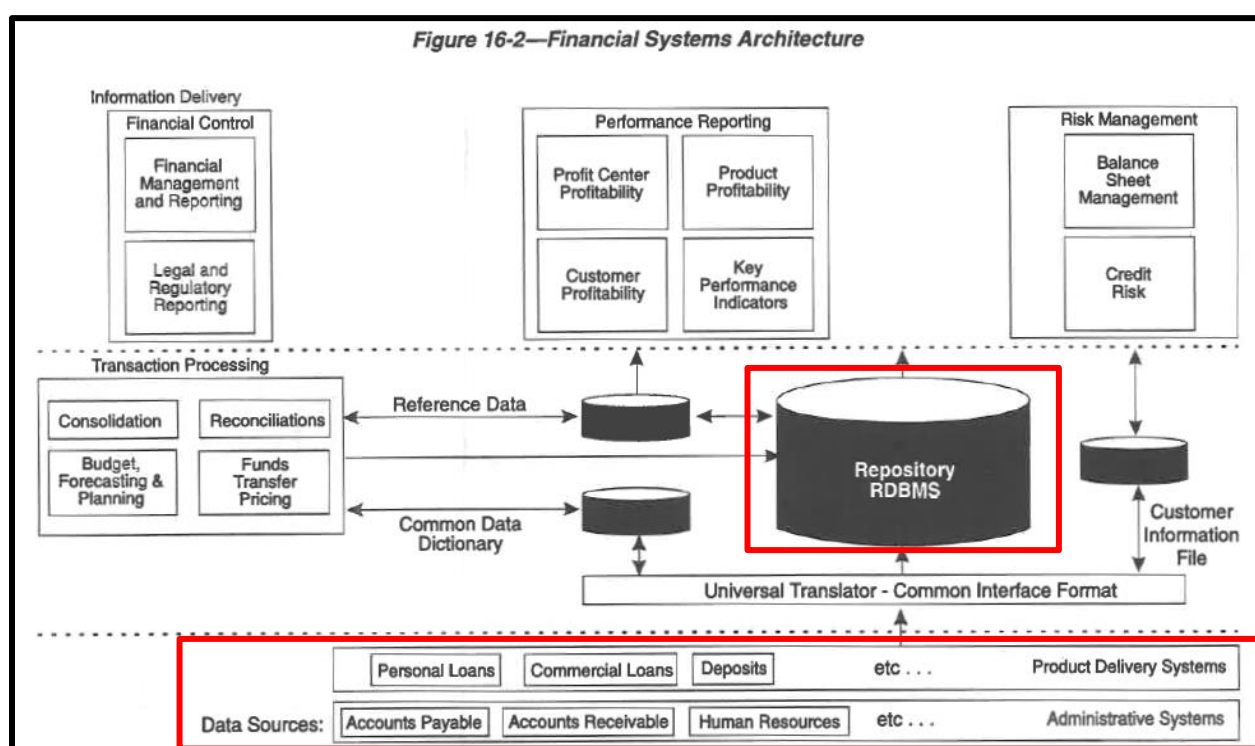 Figure 16-2—Financial Systems Architecture
Information Delivery
Financial Control
Financial
Management
and Reporting
Legal and
Regulatory
Reporting
Performance Reporting
Profit Center
Profitability
Product
Profitability
Customer
Profitability
Key
Performance
Indicators
Risk Management
Balance
Sheet
Management
Credit
Risk
Transaction Processing
Consolidation
Reconciliations
Budget,
Forecasting &
Planning
Funds
Transfer
Pricing
Reference Data
Common Data
Dictionary
Repository
RDBMS
Customer
Information
File
Universal Translator - Common Interface Format
Personal Loans
Commercial Loans
Deposits
etc . . .
Product Delivery Systems
Data Sources:
Accounts Payable
Accounts Receivable
Human Resources
etc . . .
Administrative Systems